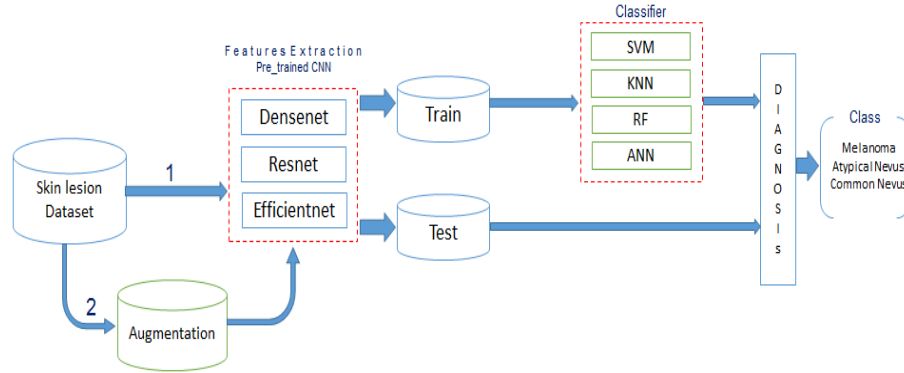 Classifier
Features Extraction
Pre_trained CNN
SVM
KNN
RF
ANN
Densenet
Resnet
Efficientnet
Train
Test
Skin lesion
Dataset
1
2
Augmentation
DIAGNOSIs
Class
Melanoma
Atypical Nevus
Common Nevus